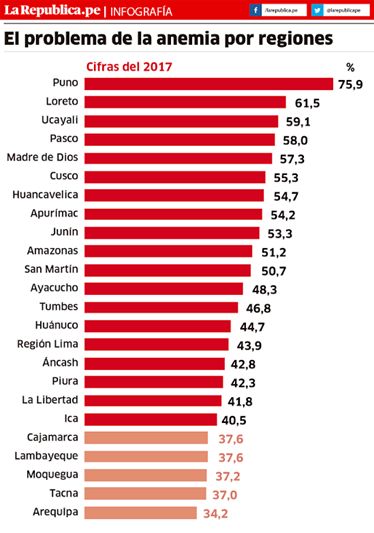 LaRepublica.pe | INFOGRAFÍA
/larepublica.pe
/larepublicape
El problema de la anemia por regiones
Cifras del 2017 %
Puno 75,9
Loreto 61,5
Ucayali 59,1
Pasco 58,0
Madre de Dios 57,3
Cusco 55,3
Huancavelica 54,7
Apurímac 54,2
Junín 53,3
Amazonas 51,2
San Martín 50,7
Ayacucho 48,3
Tumbes 46,8
Huánuco 44,7
Región Lima 43,9
Áncash 42,8
Piura 42,3
La Libertad 41,8
Ica 40,5
Cajamarca 37,6
Lambayeque 37,6
Moquegua 37,2
Tacna 37,0
Arequipa 34,2